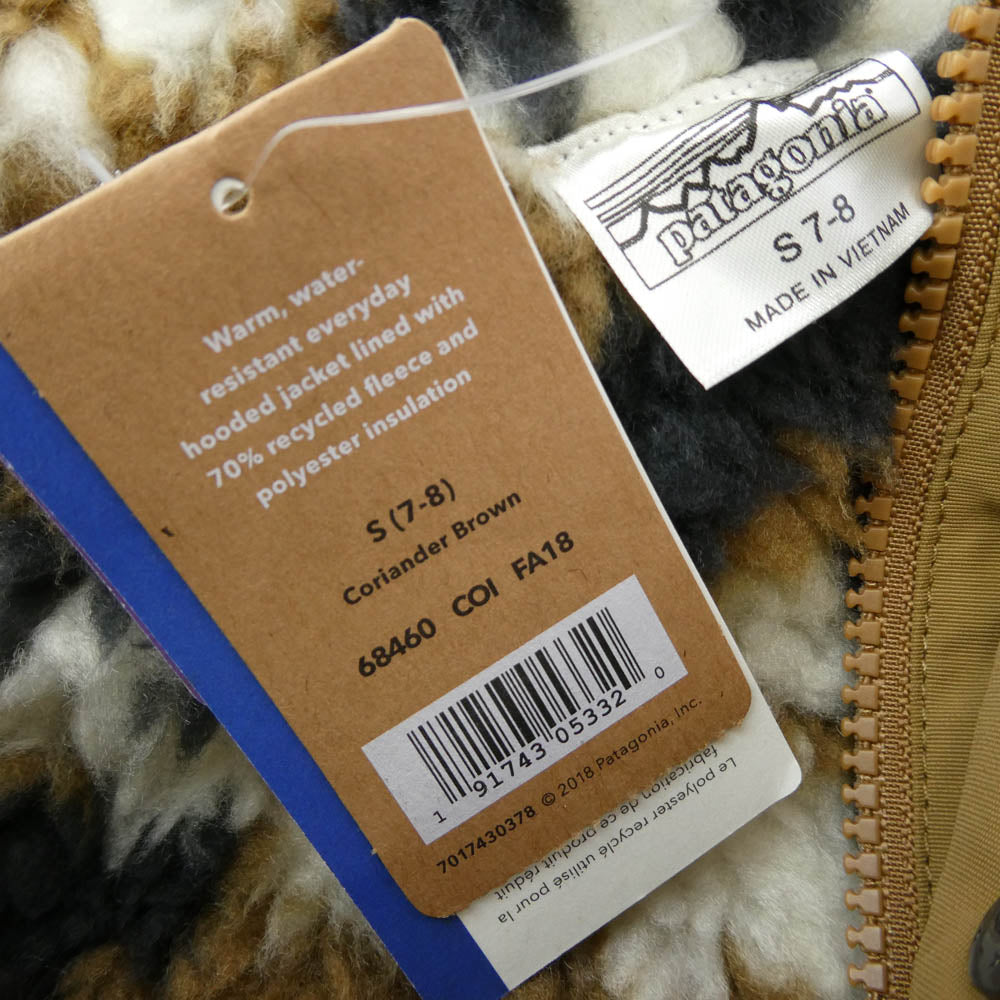 patagonia
S 7-8
MADE IN VIETNAM
Warm, water-
resistant everyday
hooded jacket lined with
70% recycled fleece and
polyester insulation
S (7-8)
Coriander Brown
68460 COI FA18
1 91743 05332 0
7017430378 © 2018 Patagonia, Inc.
Le polyester recyclé utilisé pour la
fabrication de ce produit réduit